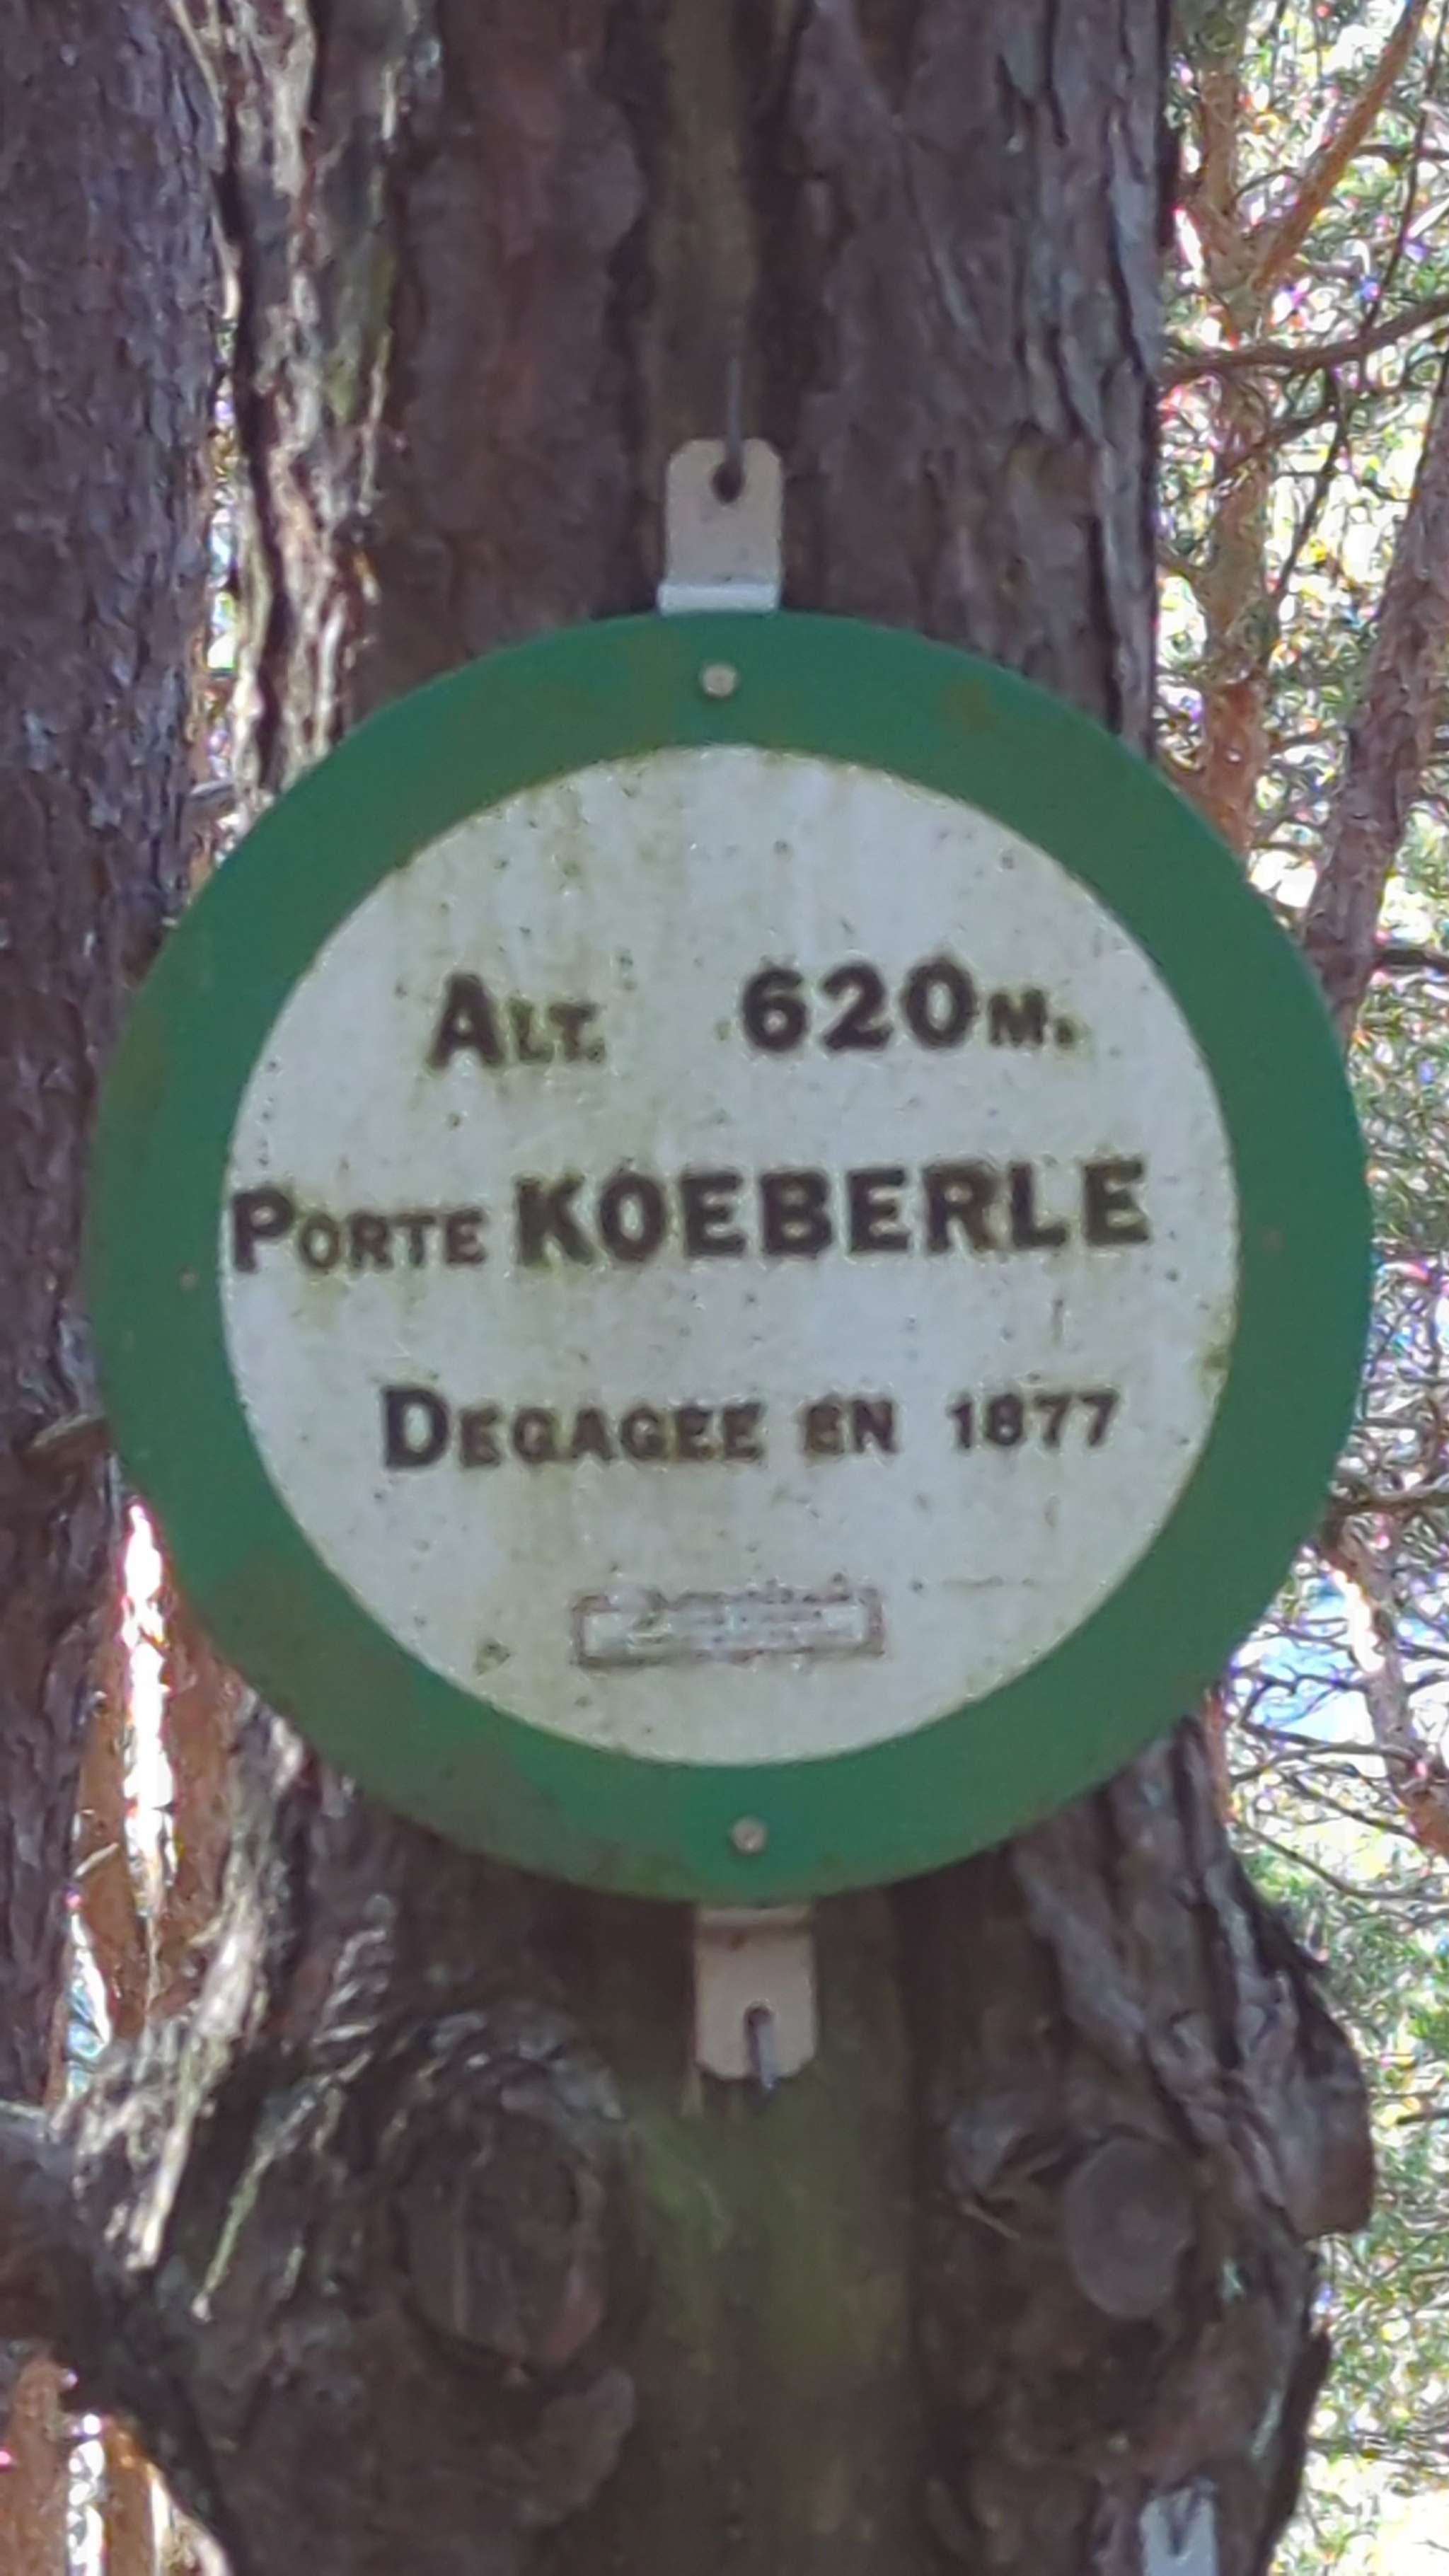 ALT. 620M.
PORTE KOEBERLE
DEGAGEE EN 1877